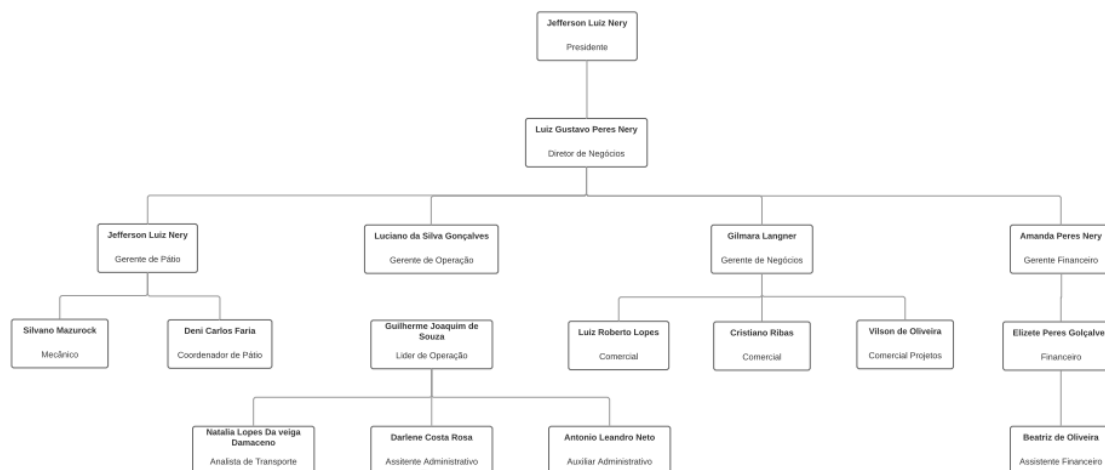 Jefferson Luiz Nery
Presidente
Luiz Gustavo Peres Nery
Diretor de Negócios
Jefferson Luiz Nery
Gerente de Pátio
Luciano da Silva Gonçalves
Gerente de Operação
Gilmara Langner
Gerente de Negócios
Amanda Peres Nery
Gerente Financeiro
Silvano Mazurock
Mecânico
Deni Carlos Faria
Coordenador de Pátio
Guilherme Joaquim de
Souza
Lider de Operação
Luiz Roberto Lopes
Comercial
Cristiano Ribas
Comercial
Vilson de Oliveira
Comercial Projetos
Elizete Peres Golçalve
Financeiro
Natalia Lopes Da veiga
Damaceno
Analista de Transporte
Darlene Costa Rosa
Assitente Administrativo
Antonio Leandro Neto
Auxiliar Administrativo
Beatriz de Oliveira
Assistente Financeiro